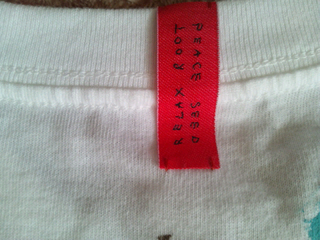 PEACE SEED
RELAX ROOT